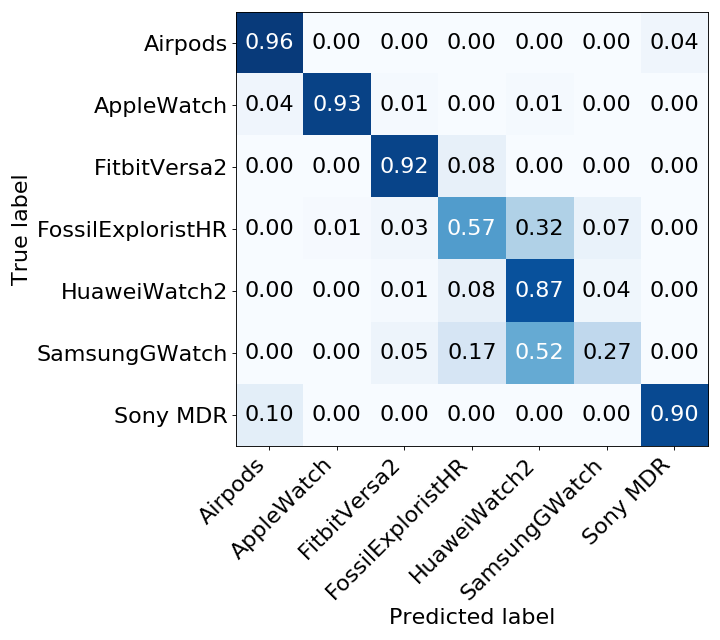 Airpods 0.96 0.00 0.00 0.00 0.00 0.00 0.04
AppleWatch 0.04 0.93 0.01 0.00 0.01 0.00 0.00
FitbitVersa2 0.00 0.00 0.92 0.08 0.00 0.00 0.00
FossilExploristHR 0.00 0.01 0.03 0.57 0.32 0.07 0.00
HuaweiWatch2 0.00 0.00 0.01 0.08 0.87 0.04 0.00
SamsungGWatch 0.00 0.00 0.05 0.17 0.52 0.27 0.00
Sony MDR 0.10 0.00 0.00 0.00 0.00 0.00 0.90
True label
Airpods
AppleWatch
FitbitVersa2
FossilExploristHR
HuaweiWatch2
SamsungGWatch
Sony MDR
Predicted label